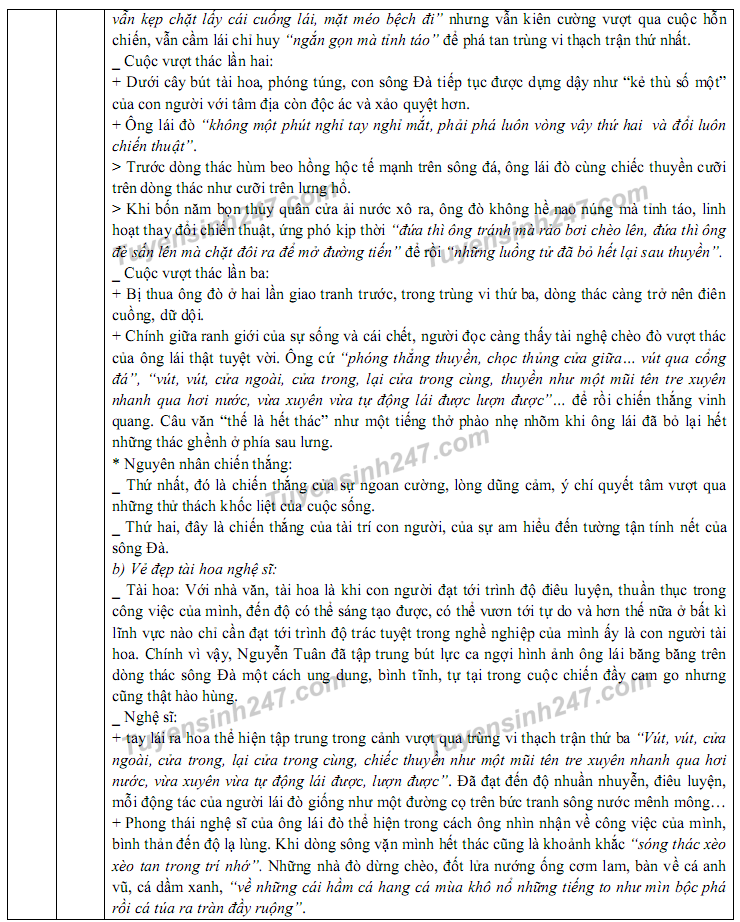 vẫn kẹp chặt lấy cái cuống lái, mặt méo bệch đi” nhưng vẫn kiên cường vượt qua cuộc hỗn
chiến, vẫn cầm lái chỉ huy “ngắn gọn mà tỉnh táo” để phá tan trùng vi thạch trận thứ nhất.
_ Cuộc vượt thác lần hai:
+ Dưới cây bút tài hoa, phóng túng, con sông Đà tiếp tục được dựng dậy như “kẻ thù số một”
của con người với tâm địa còn độc ác và xảo quyệt hơn.
+ Ông lái đò “không một phút nghỉ tay nghỉ mắt, phải phá luôn vòng vây thứ hai và đổi luôn
chiến thuật”.
> Trước dòng thác hùm beo hồng hộc tế mạnh trên sông đá, ông lái đò cùng chiếc thuyền cưỡi
trên dòng thác như cưỡi trên lưng hổ.
> Khi bốn năm bọn thủy quân cửa ải nước xô ra, ông đò không hề nao núng mà tỉnh táo, linh
hoạt thay đổi chiến thuật, ứng phó kịp thời “đứa thì ông tránh mà rảo bơi chèo lên, đứa thì ông
đè sấn lên mà chặt đôi ra để mở đường tiến” để rồi “những luồng tử đã bỏ hết lại sau thuyền”.
_ Cuộc vượt thác lần ba:
+ Bị thua ông đò ở hai lần giao tranh trước, trong trùng vi thứ ba, dòng thác càng trở nên điên
cuồng, dữ dội.
+ Chính giữa ranh giới của sự sống và cái chết, người đọc càng thấy tài nghệ chèo đò vượt thác
của ông lái thật tuyệt vời. Ông cứ “phóng thẳng thuyền, chọc thủng cửa giữa... vút qua cổng
đá”, “vút, vút, cửa ngoài, cửa trong, lại cửa trong cùng, thuyền như một mũi tên tre xuyên
nhanh qua hơi nước, vừa xuyên vừa tự động lái được lượn được”... để rồi chiến thắng vinh
quang. Câu văn “thế là hết thác” như một tiếng thở phào nhẹ nhõm khi ông lái đã bỏ lại hết
những thác ghềnh ở phía sau lưng.
* Nguyên nhân chiến thắng:
_ Thứ nhất, đó là chiến thắng của sự ngoan cường, lòng dũng cảm, ý chí quyết tâm vượt qua
những thử thách khốc liệt của cuộc sống.
_ Thứ hai, đây là chiến thắng của tài trí con người, của sự am hiểu đến tường tận tính nết của
sông Đà.
b) Vẻ đẹp tài hoa nghệ sĩ:
_ Tài hoa: Với nhà văn, tài hoa là khi con người đạt tới trình độ điêu luyện, thuần thục trong
công việc của mình, đến độ có thể sáng tạo được, có thể vươn tới tự do và hơn thế nữa ở bất kì
lĩnh vực nào chỉ cần đạt tới trình độ trác tuyệt trong nghề nghiệp của mình ấy là con người tài
hoa. Chính vì vậy, Nguyễn Tuân đã tập trung bút lực ca ngợi hình ảnh ông lái băng băng trên
dòng thác sông Đà một cách ung dung, bình tĩnh, tự tại trong cuộc chiến đầy cam go nhưng
cũng thật hào hùng.
_ Nghệ sĩ:
+ tay lái ra hoa thể hiện tập trung trong cảnh vượt qua trùng vi thạch trận thứ ba “Vút, vút, cửa
ngoài, cửa trong, lại cửa trong cùng, chiếc thuyền như một mũi tên tre xuyên nhanh qua hơi
nước, vừa xuyên vừa tự động lái được, lượn được”. Đã đạt đến độ nhuần nhuyễn, điêu luyện,
mỗi động tác của người lái đò giống như một đường cọ trên bức tranh sông nước mênh mông…
+ Phong thái nghệ sĩ của ông lái đò thể hiện trong cách ông nhìn nhận về công việc của mình,
bình thản đến độ lạ lùng. Khi dòng sông vặn mình hết thác cũng là khoảnh khắc “sóng thác xèo
xèo tan trong trí nhớ”. Những nhà đò dừng chèo, đốt lửa nướng ống cơm lam, bàn về cá anh
vũ, cá dầm xanh, “về những cái hầm cá hang cá mùa khô nổ những tiếng to như mìn bộc phá
rồi cá túa ra tràn đầy ruộng”.
Tuyensinh247.com
Tuyensinh247.com
Tuyensinh247.com
Tuyensinh247.com
Tuyensinh247.com